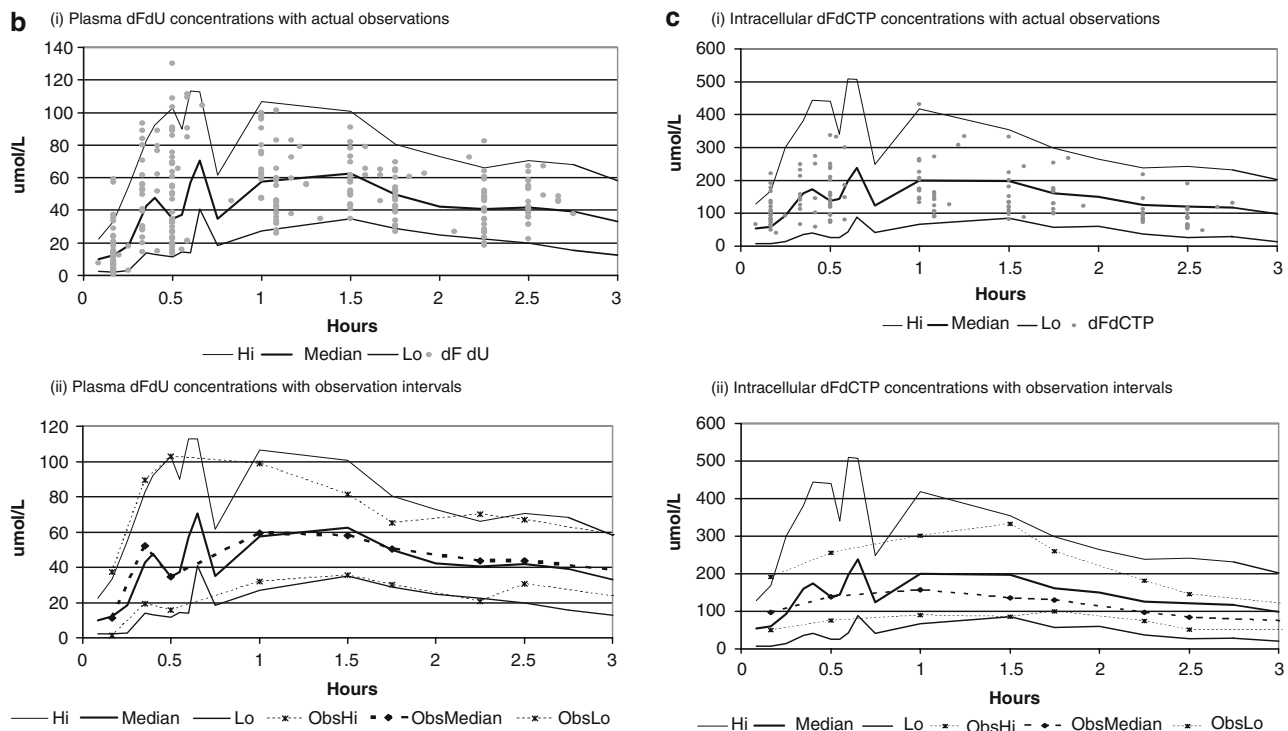 b
(i) Plasma dFdU concentrations with actual observations
umol/L
140
120
100
80
60
40
20
0
0 0.5 1 1.5 2 2.5 3
Hours
Hi Median Lo dF dU
(ii) Plasma dFdU concentrations with observation intervals
umol/L
120
100
80
60
40
20
0
0 0.5 1 1.5 2 2.5 3
Hours
Hi Median Lo ObsHi ObsMedian ObsLo
c
(i) Intracellular dFdCTP concentrations with actual observations
umol/L
600
500
400
300
200
100
0
0 0.5 1 1.5 2 2.5 3
Hours
Hi Median Lo dFdCTP
(ii) Intracellular dFdCTP concentrations with observation intervals
umol/L
600
500
400
300
200
100
0
0 0.5 1 1.5 2 2.5 3
Hours
Hi Median Lo ObsHi ObsMedian ObsLo